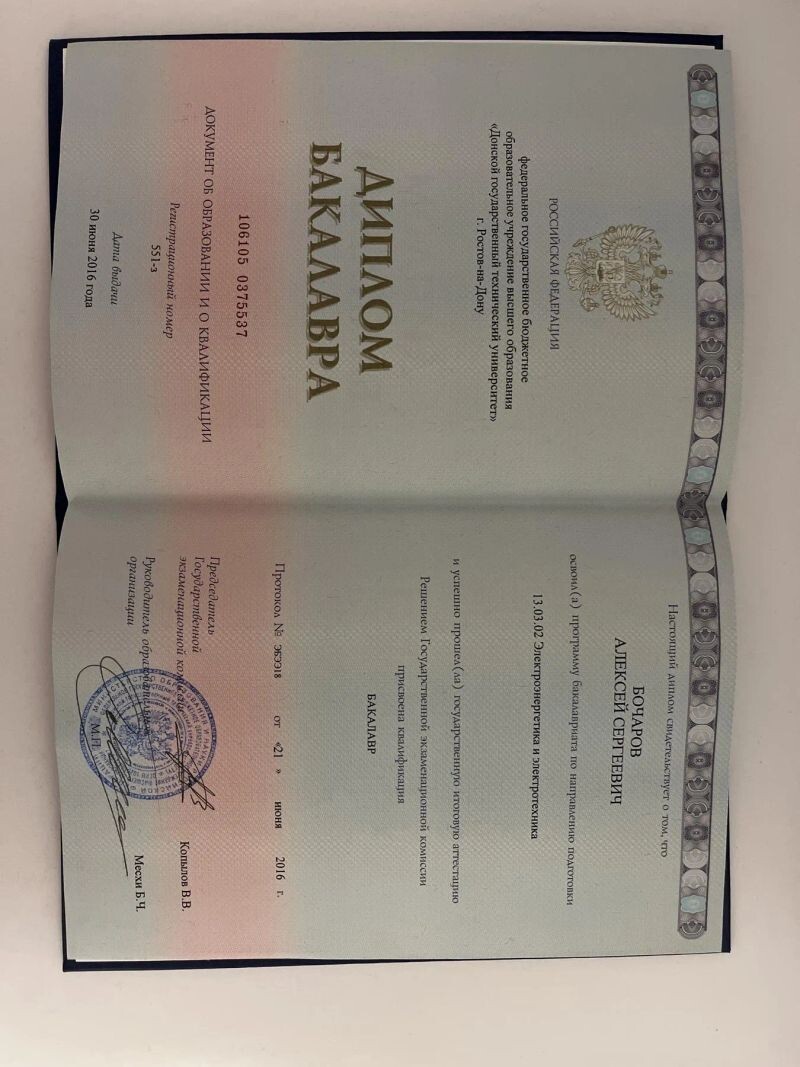 РОССИЙСКАЯ ФЕДЕРАЦИЯ
федеральное государственное бюджетное
образовательное учреждение высшего образования
«Донской государственный технический университет»
г. Ростов-на-Дону
ДИПЛОМ
БАКАЛАВРА
106105 0375537
ДОКУМЕНТ ОБ ОБРАЗОВАНИИ И О КВАЛИФИКАЦИИ
Регистрационный номер
551-з
Дата выдачи
30 июня 2016 года
Настоящий диплом свидетельствует о том, что
БОЧАРОВ
АЛЕКСЕЙ СЕРГЕЕВИЧ
освоил(а) программу бакалавриата по направлению подготовки
13.03.02 Электроэнергетика и электротехника
и успешно прошел(ла) государственную итоговую аттестацию
Решением Государственной экзаменационной комиссии
присвоена квалификация
БАКАЛАВР
Протокол № ЭБЭЭ18 от «21 » июня 2016 г.
Председатель
Государственной
экзаменационной комиссии
Копылов В.В.
Руководитель образовательной
организации
Месхи Б.Ч.
М.П.